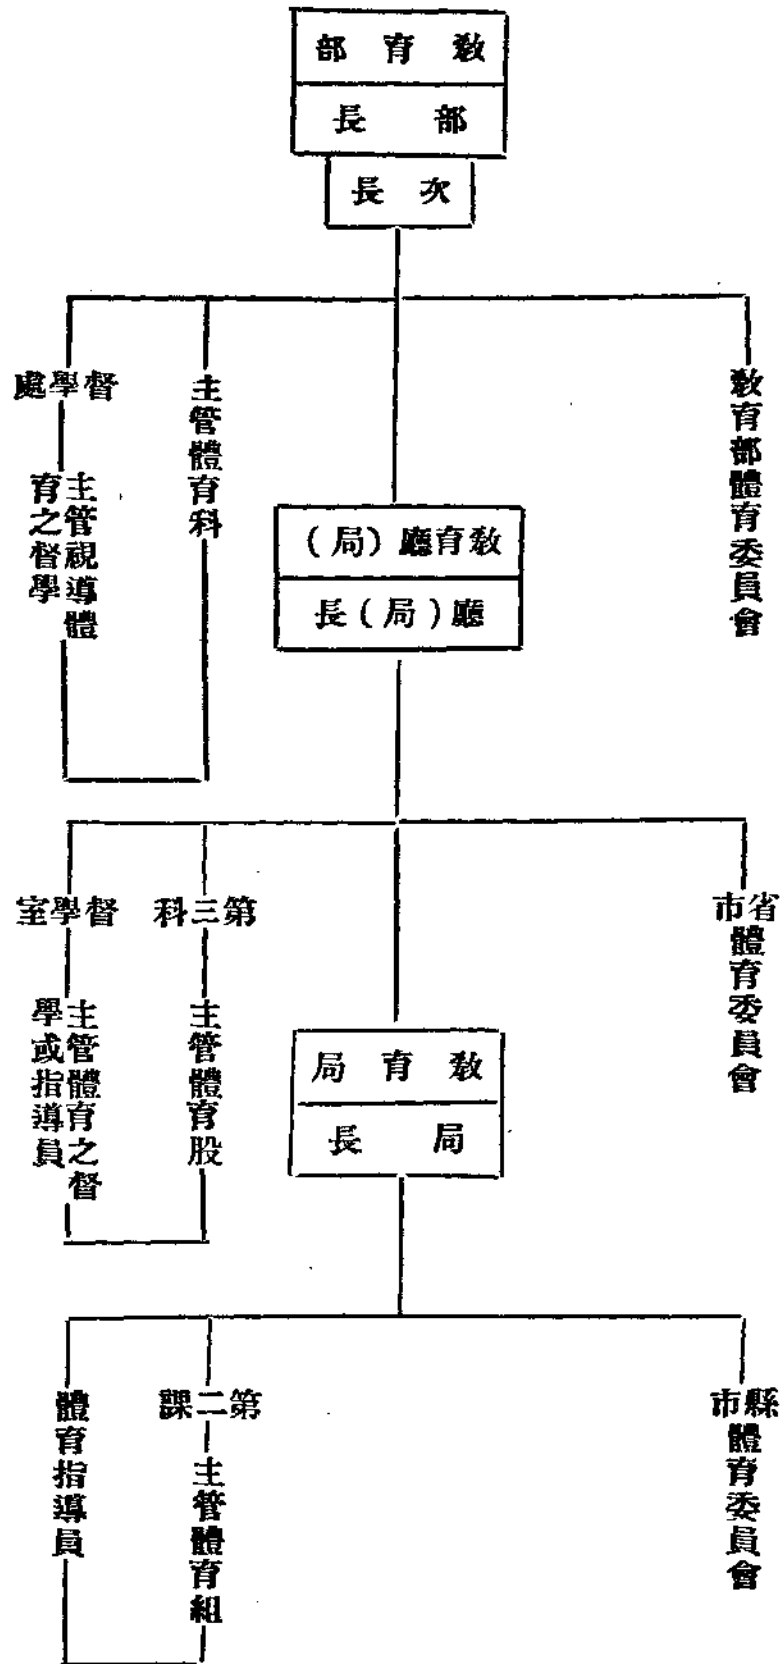 教育部
部長
次長
教育部體育委員會
主管體育科
督學處
主管視導體
育之督學
教育廳(局)
廳(局)長
省市
體育委員會
第三科
主管體育股
督學室
主管體育之督
學或指導員
教育局
局長
縣市
體育委員會
第二課
主管體育組
體育指導員